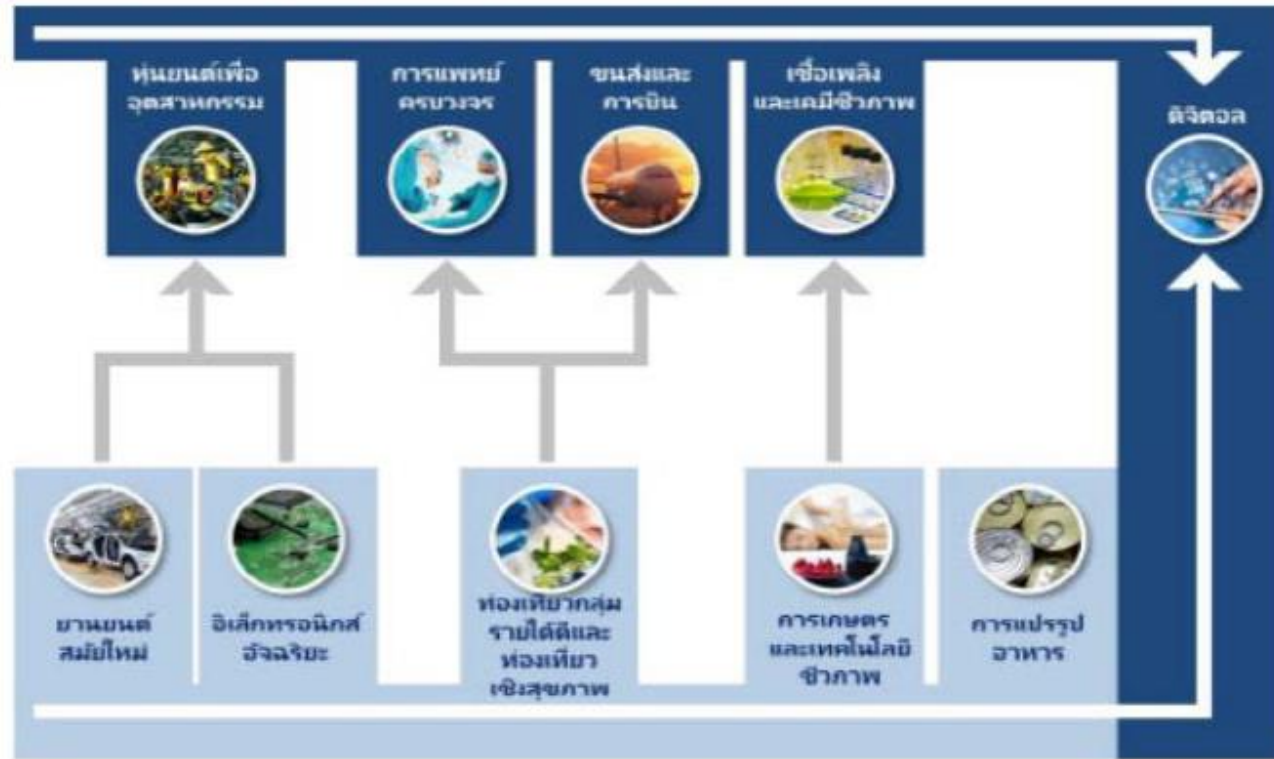 หุ่นยนต์เพื่อ
อุตสาหกรรม
การแพทย์
ครบวงจร
ขนส่งและ
การบิน
เชื้อเพลิง
และเคมีชีวภาพ
ดิจิตอล
ยานยนต์
สมัยใหม่
อิเล็กทรอนิกส์
อัจฉริยะ
ท่องเที่ยวกลุ่ม
รายได้ดีและ
ท่องเที่ยว
เชิงสุขภาพ
การเกษตร
และเทคโนโลยี
ชีวภาพ
การแปรรูป
อาหาร